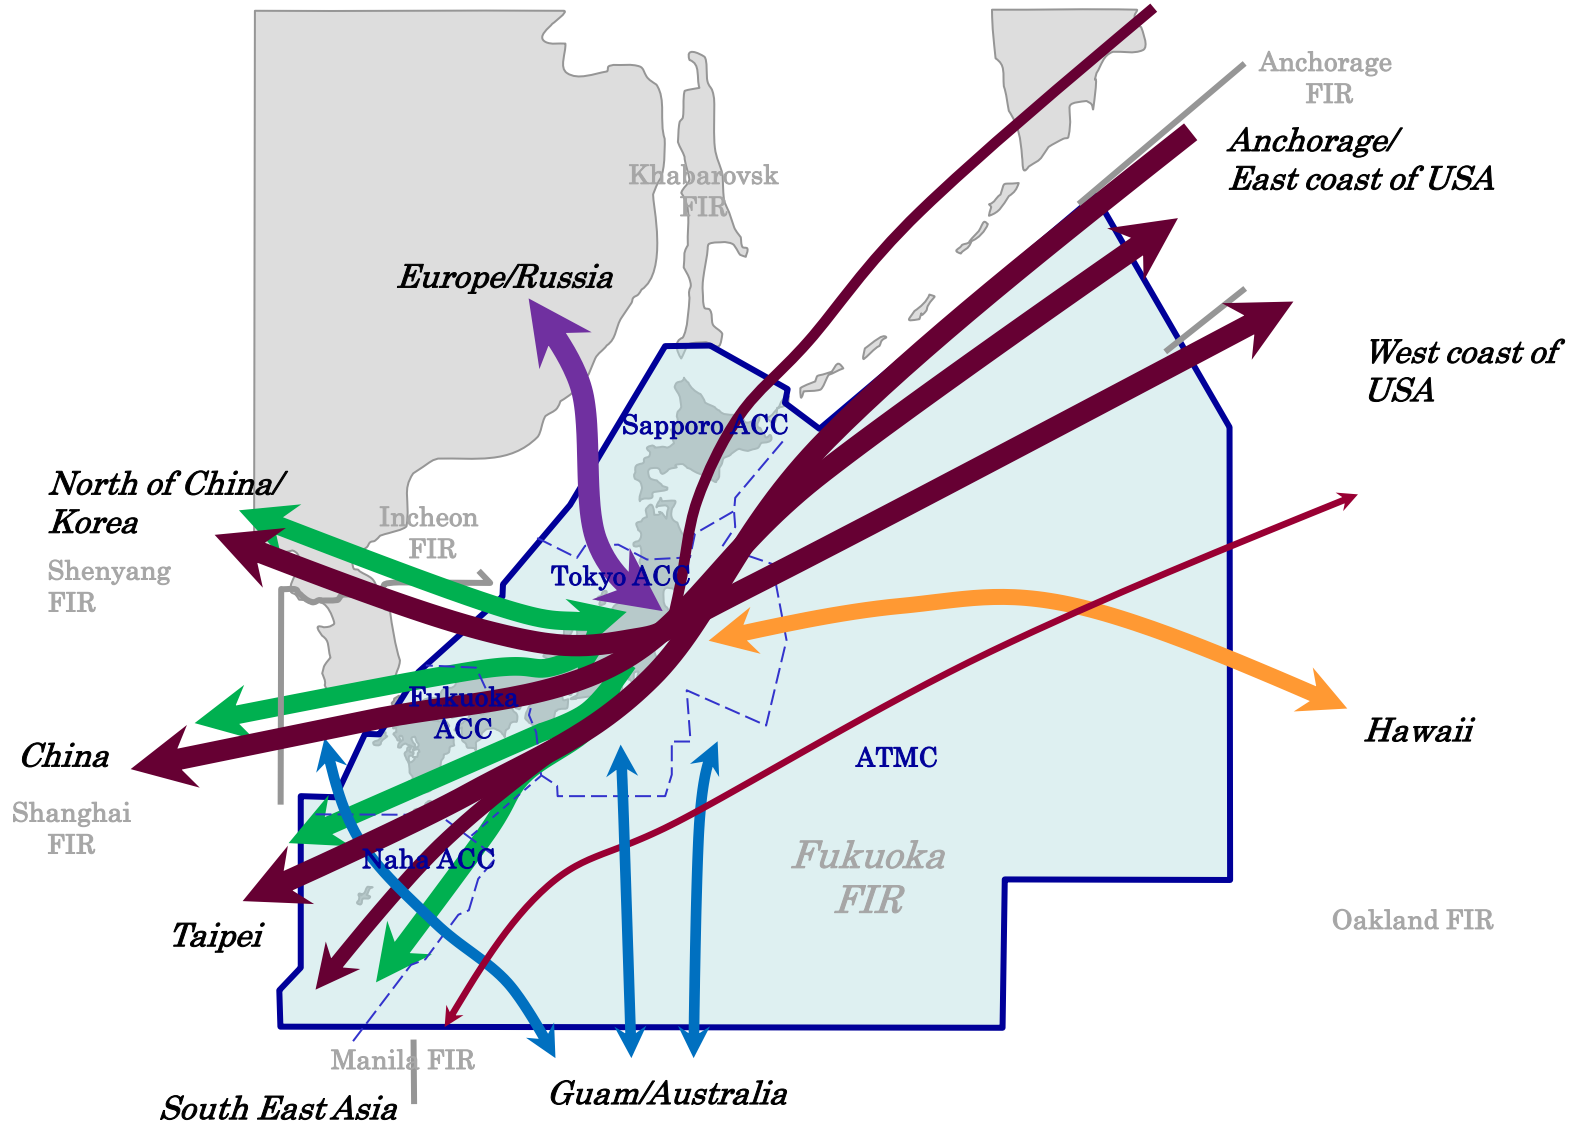 Anchorage
FIR
Anchorage/
East coast of USA
Khabarovsk
FIR
Europe/Russia
West coast of
USA
Sapporo ACC
North of China/
Korea
Incheon
FIR
Shenyang
FIR
Tokyo ACC
Fukuoka
ACC
Hawaii
China
ATMC
Shanghai
FIR
Naha ACC
Fukuoka
FIR
Taipei
Oakland FIR
Manila FIR
Guam/Australia
South East Asia